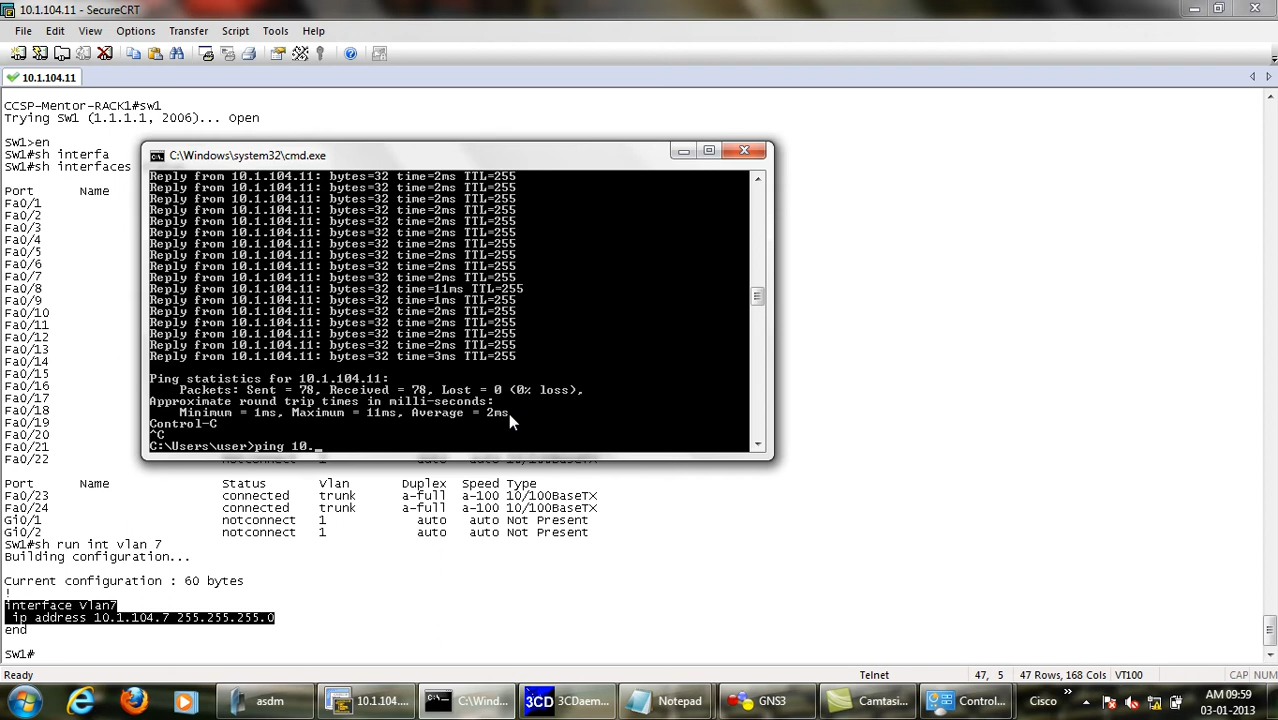 10.1.104.11 - SecureCRT
File Edit View Options Transfer Script Tools Help
10.1.104.11
CCSP-Mentor-RACK1#sw1
Trying SW1 (1.1.1.1, 2006)... Open
SW1>en
SW1#sh interfa
SW1#sh interfaces
Port Name
Fa0/1
Fa0/2
Fa0/3
Fa0/4
Fa0/5
Fa0/6
Fa0/7
Fa0/8
Fa0/9
Fa0/10
Fa0/11
Fa0/12
Fa0/13
Fa0/14
Fa0/15
Fa0/16
Fa0/17
Fa0/18
Fa0/19
Fa0/20
Fa0/21
Fa0/22 notconnect 1 auto auto 10/100BaseTX
C:\Windows\system32\cmd.exe
Reply from 10.1.104.11: bytes=32 time=2ms TTL=255
Reply from 10.1.104.11: bytes=32 time=2ms TTL=255
Reply from 10.1.104.11: bytes=32 time=2ms TTL=255
Reply from 10.1.104.11: bytes=32 time=2ms TTL=255
Reply from 10.1.104.11: bytes=32 time=2ms TTL=255
Reply from 10.1.104.11: bytes=32 time=2ms TTL=255
Reply from 10.1.104.11: bytes=32 time=2ms TTL=255
Reply from 10.1.104.11: bytes=32 time=2ms TTL=255
Reply from 10.1.104.11: bytes=32 time=2ms TTL=255
Reply from 10.1.104.11: bytes=32 time=2ms TTL=255
Reply from 10.1.104.11: bytes=32 time=11ms TTL=255
Reply from 10.1.104.11: bytes=32 time=1ms TTL=255
Reply from 10.1.104.11: bytes=32 time=2ms TTL=255
Reply from 10.1.104.11: bytes=32 time=2ms TTL=255
Reply from 10.1.104.11: bytes=32 time=2ms TTL=255
Reply from 10.1.104.11: bytes=32 time=2ms TTL=255
Reply from 10.1.104.11: bytes=32 time=3ms TTL=255
Ping statistics for 10.1.104.11:
Packets: Sent = 78, Received = 78, Lost = 0 (0% loss),
Approximate round trip times in milli-seconds:
Minimum = 1ms, Maximum = 11ms, Average = 2ms
Control-C
^C
C:\Users\user>ping 10._
Port Name Status Vlan Duplex Speed Type
Fa0/23 connected trunk a-full a-100 10/100BaseTX
Fa0/24 connected trunk a-full a-100 10/100BaseTX
Gi0/1 notconnect 1 auto auto Not Present
Gi0/2 notconnect 1 auto auto Not Present
SW1#sh run int vlan 7
Building configuration...
Current configuration : 60 bytes
!
interface Vlan7
ip address 10.1.104.7 255.255.255.0
end
SW1#
Ready Telnet 47, 5 47 Rows, 168 Cols VT100 CAP NUM
asdm 10.1.104.... C:\Wind... 3CD 3CDaem... Notepad GNS3 Camtasi... Control... Cisco » AM 09:59
03-01-2013